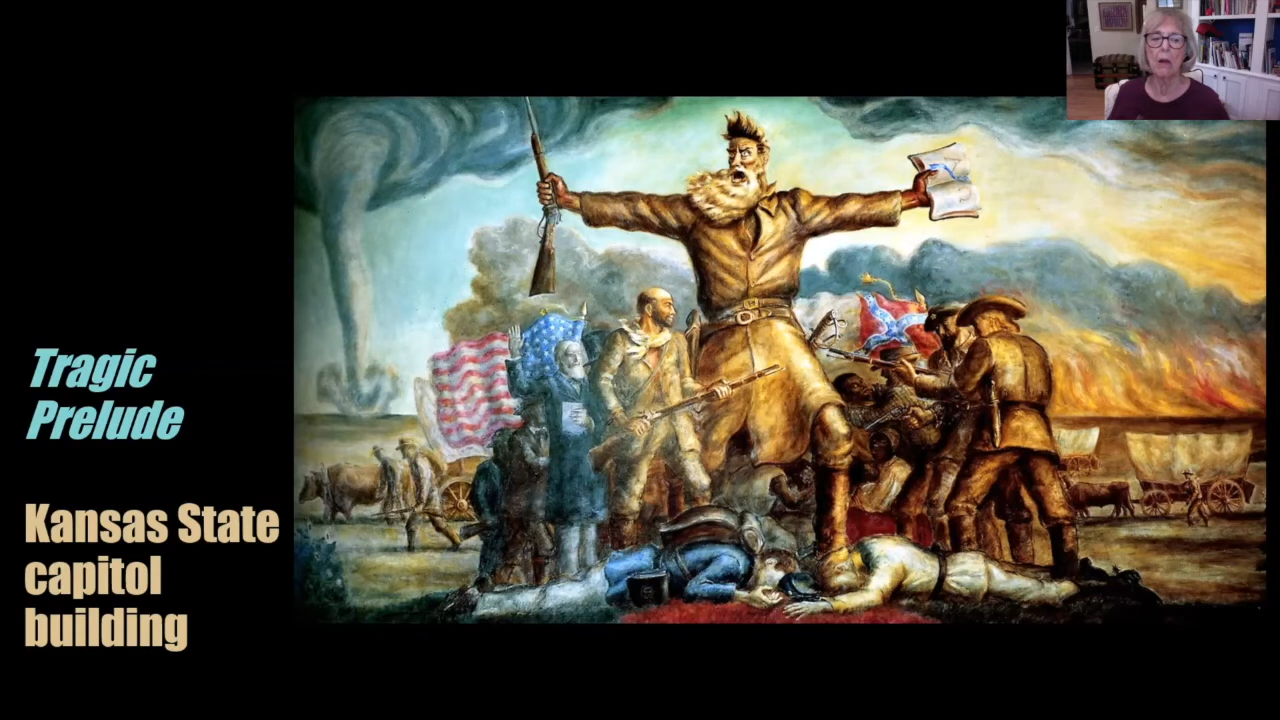 Tragic
Prelude
Kansas State
capitol
building